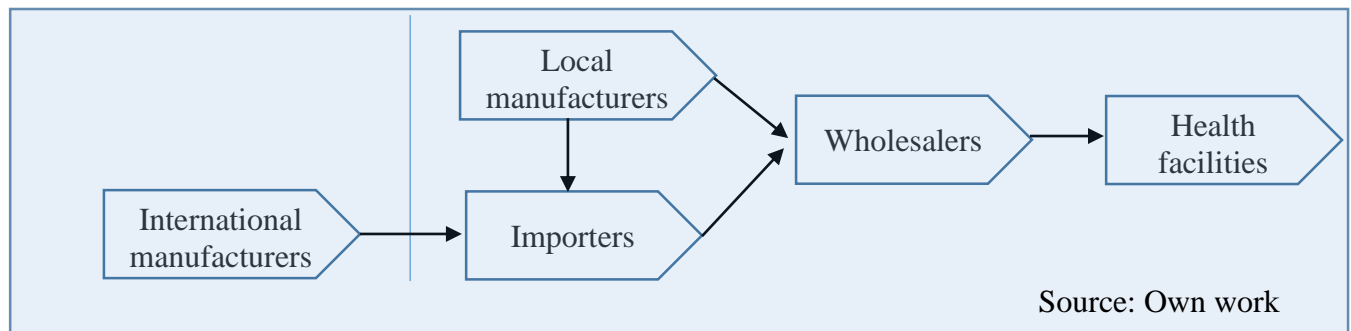 Local
manufacturers
Wholesalers
Health
facilities
International
manufacturers
Importers
Source: Own work